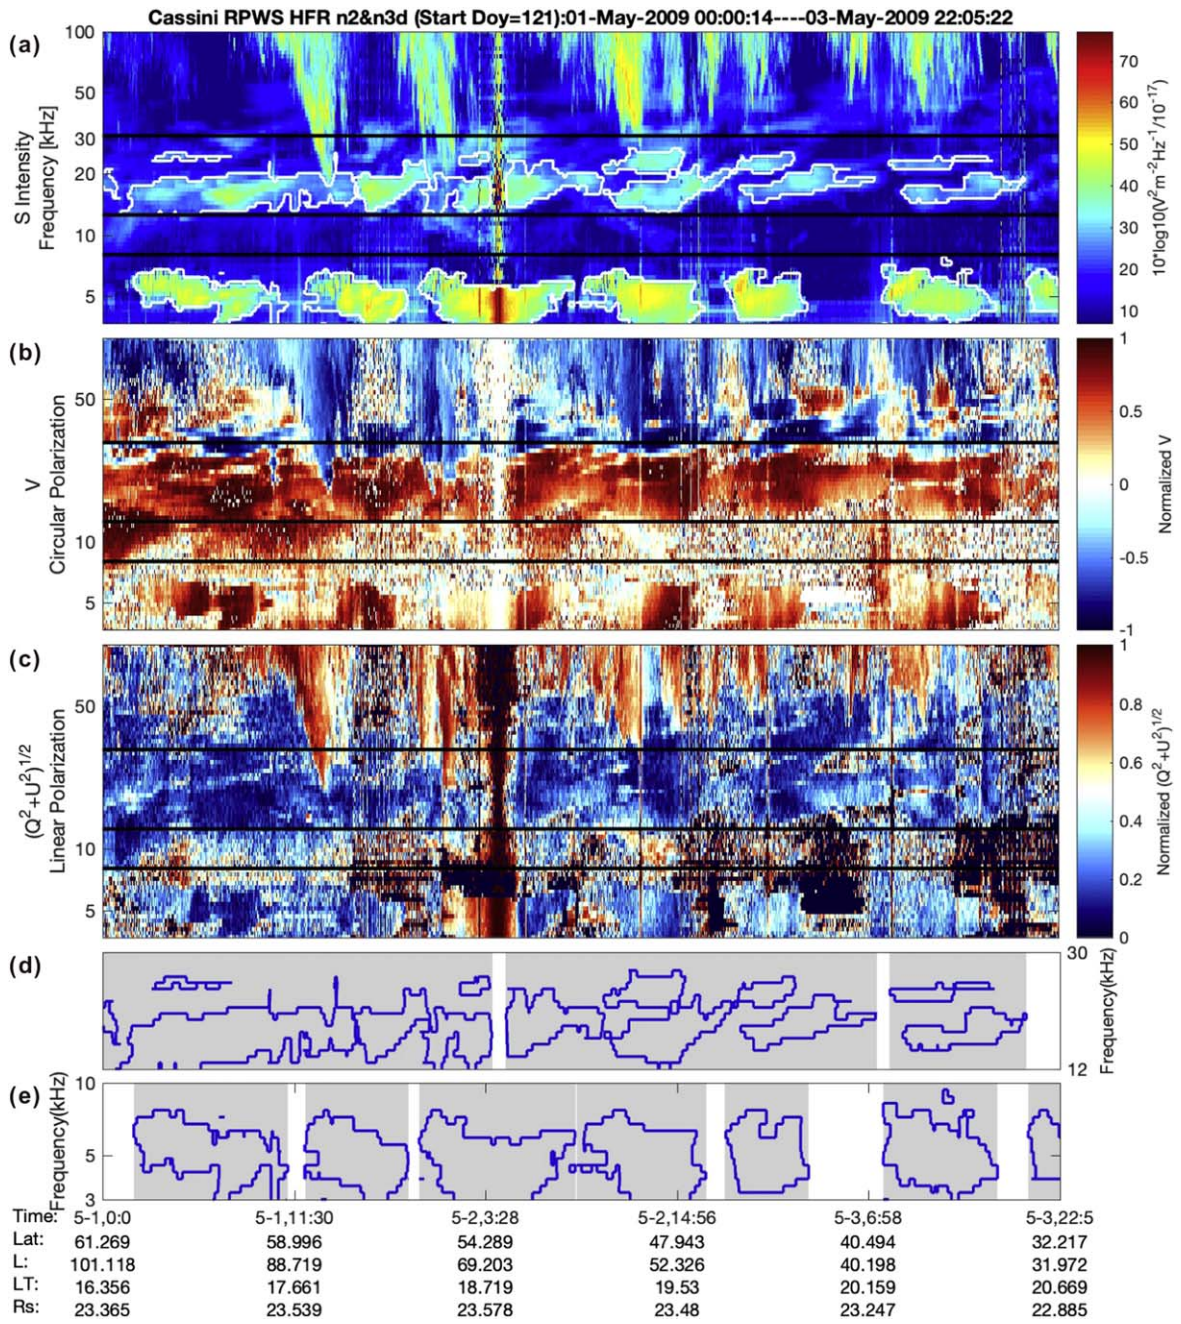 Cassini RPWS HFR n2&n3d (Start Doy=121):01-May-2009 00:00:14----03-May-2009 22:05:22
(a)
S Intensity
Frequency [kHz]
100
50
30
20
10
5
70
60
50
40
30
20
10
10*log10(V²m⁻²Hz⁻¹/10⁻¹⁷)
(b)
V
Circular Polarization
50
10
5
1
0.5
0
-0.5
-1
Normalized V
(c)
(Q²+U²)^1/2
Linear Polarization
50
10
5
1
0.8
0.6
0.4
0.2
0
Normalized (Q²+U²)^1/2
(d)
30
12
Frequency(kHz)
(e)
Frequency(kHz)
10
5
3
Time: 5-1,0:0 5-1,11:30 5-2,3:28 5-2,14:56 5-3,6:58 5-3,22:5
Lat: 61.269 58.996 54.289 47.943 40.494 32.217
L: 101.118 88.719 69.203 52.326 40.198 31.972
LT: 16.356 17.661 18.719 19.53 20.159 20.669
Rs: 23.365 23.539 23.578 23.48 23.247 22.885